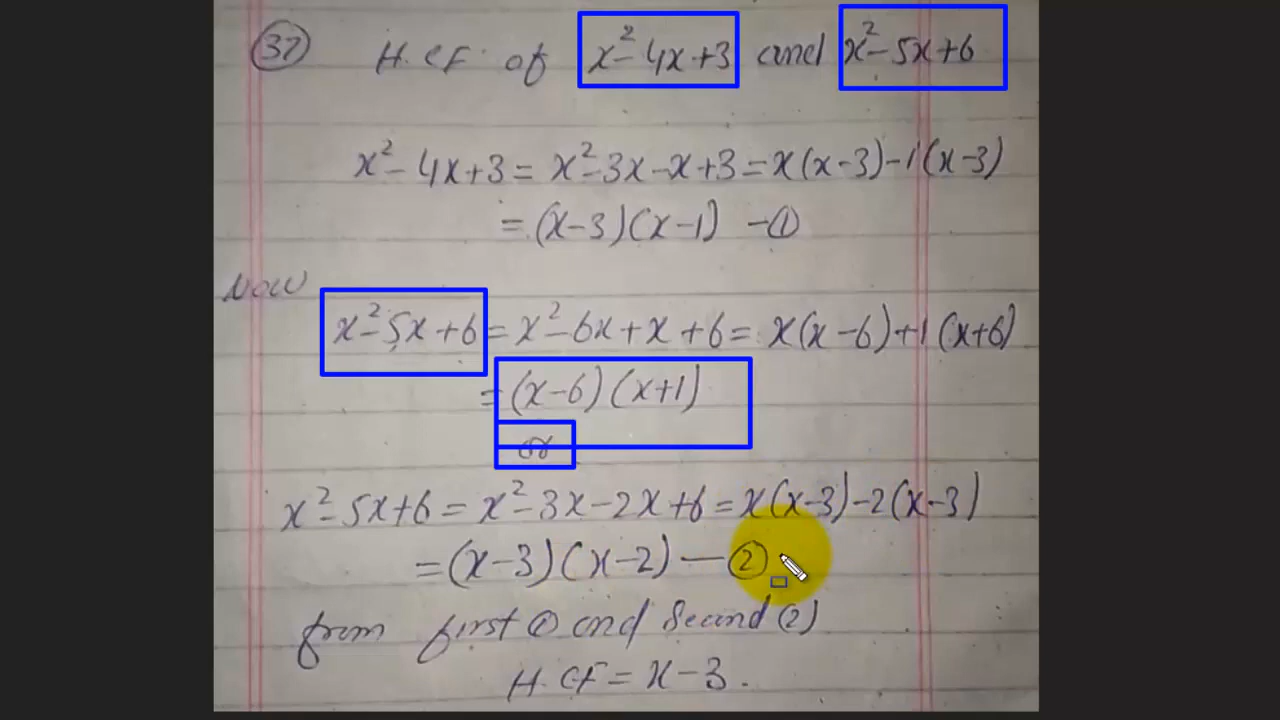 37 H.CF. of x²-4x+3 and x²-5x+6
x²-4x+3 = x²-3x-x+3 = x(x-3)-1(x-3)
= (x-3)(x-1) -①
Now
x²-5x+6 = x²-6x+x+6 = x(x-6)+1(x+6)
= (x-6)(x+1)
or
x²-5x+6 = x²-3x-2x+6 = x(x-3)-2(x-3)
= (x-3)(x-2) — ②
from first ① and Second (2)
H.CF = x-3.